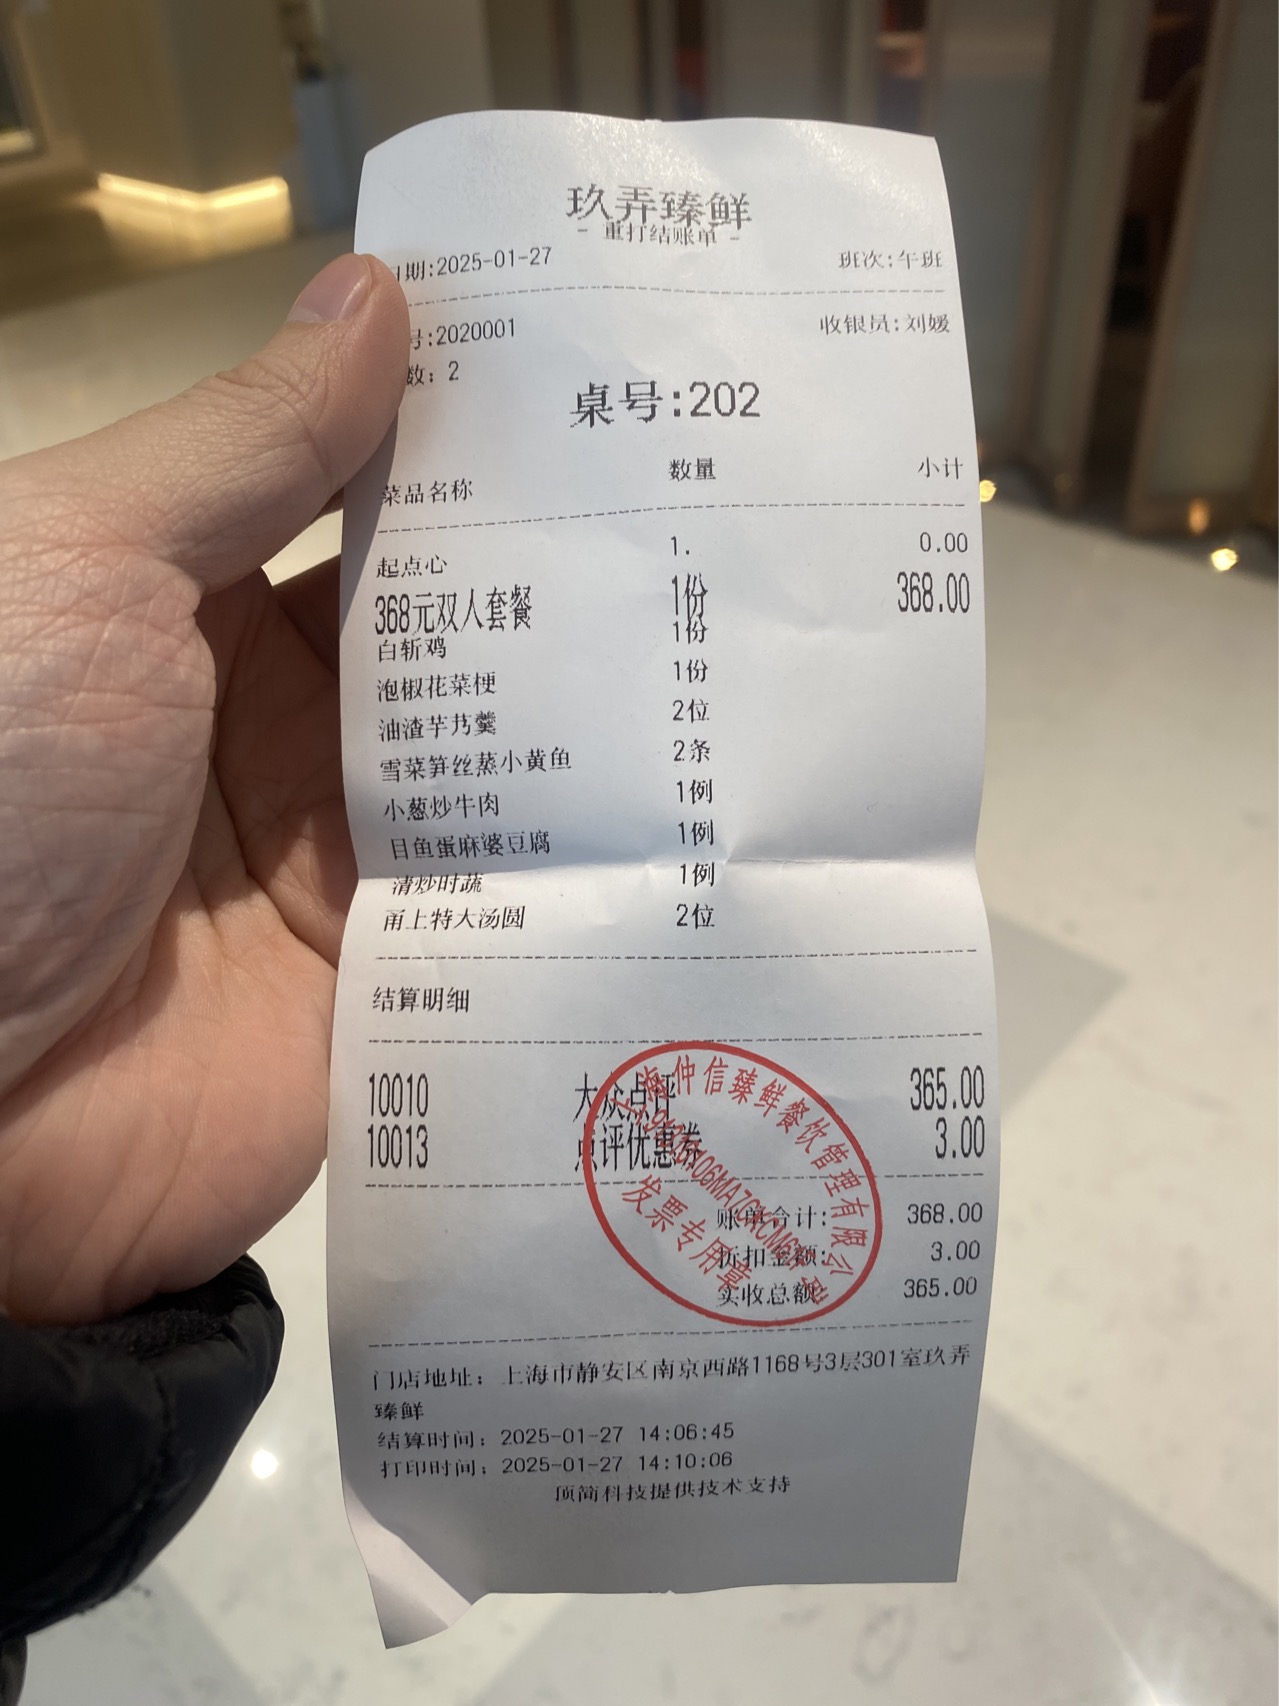 玖弄臻鲜
- 重打结账单 -
日期:2025-01-27 班次:午班
号:2020001 收银员:刘媛
数: 2
桌号:202
菜品名称 数量 小计
起点心 1. 0.00
368元双人套餐 1份 368.00
白斩鸡 1份
泡椒花菜梗 1份
油渣芋艿羹 2位
雪菜笋丝蒸小黄鱼 2条
小葱炒牛肉 1例
目鱼蛋麻婆豆腐 1例
清炒时蔬 1例
甬上特大汤圆 2位
结算明细
10010 大众点评 365.00
10013 点评优惠券 3.00
账单合计: 368.00
折扣金额: 3.00
实收总额: 365.00
上海仲信臻鲜餐饮管理有限公司
发票专用章
门店地址: 上海市静安区南京西路1168号3层301室玖弄
臻鲜
结算时间: 2025-01-27 14:06:45
打印时间: 2025-01-27 14:10:06
顶简科技提供技术支持